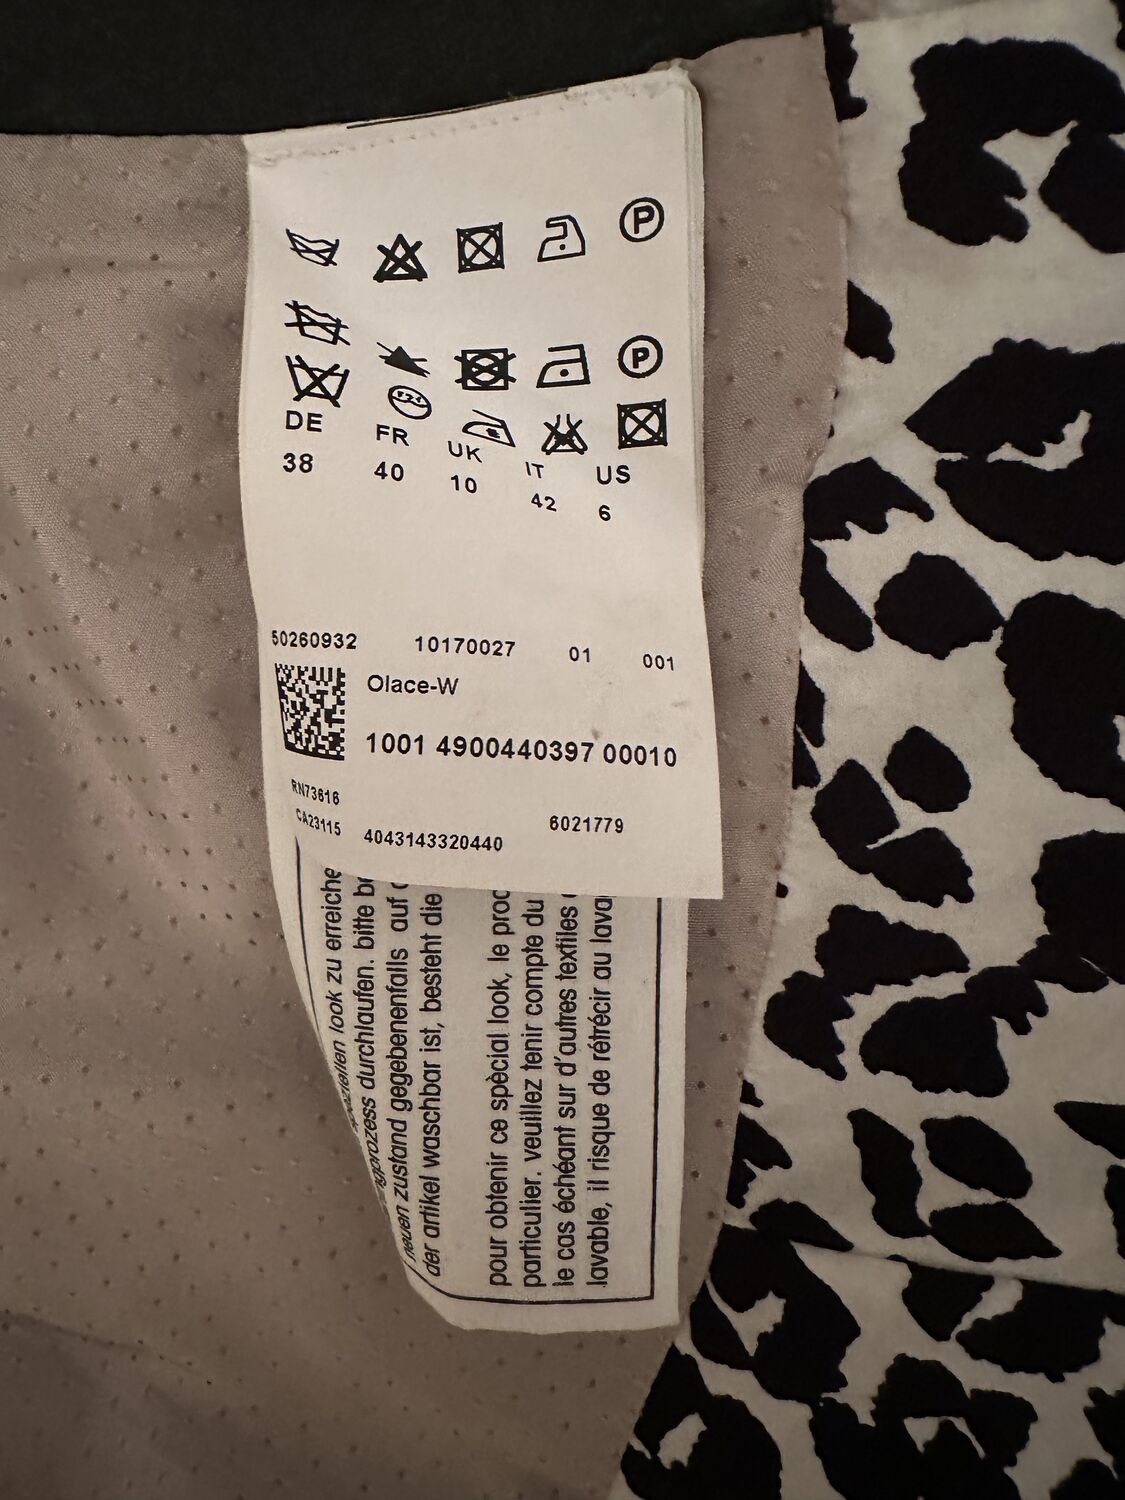 P
P
DE FR UK IT US
38 40 10 42 6
50260932 10170027 01 001
Olace-W
1001 4900440397 00010
RN73616
CA23115 4043143320440 6021779
look zu erreiche
durchlaufen. bitte
neuen zustand gegebenenfalls auf
der artikel waschbar ist, besteht die
pour obtenir ce spécial look, le
particulier. veuillez tenir compte du
le cas échéant sur d'autres textiles
lavable, il risque de rétrécir au